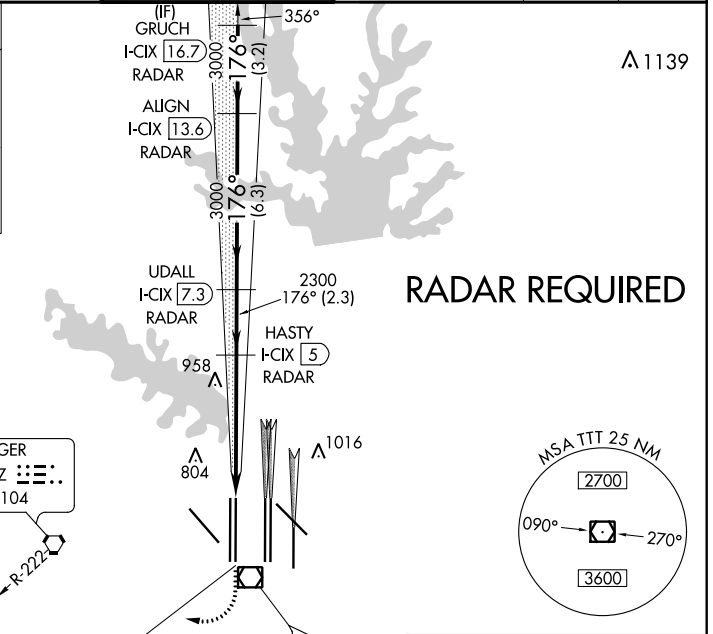 (IF)
GRUCH
I-CIX 16.7
RADAR
356°
3000
176°
(3.2)
1139
ALIGN
I-CIX 13.6
RADAR
3000
176°
(6.3)
UDALL
I-CIX 7.3
RADAR
2300
176° (2.3)
RADAR REQUIRED
HASTY
I-CIX 5
RADAR
958
804
1016
GER
Z
104
R-222
MSA TTT 25 NM
2700
090°
270°
3600